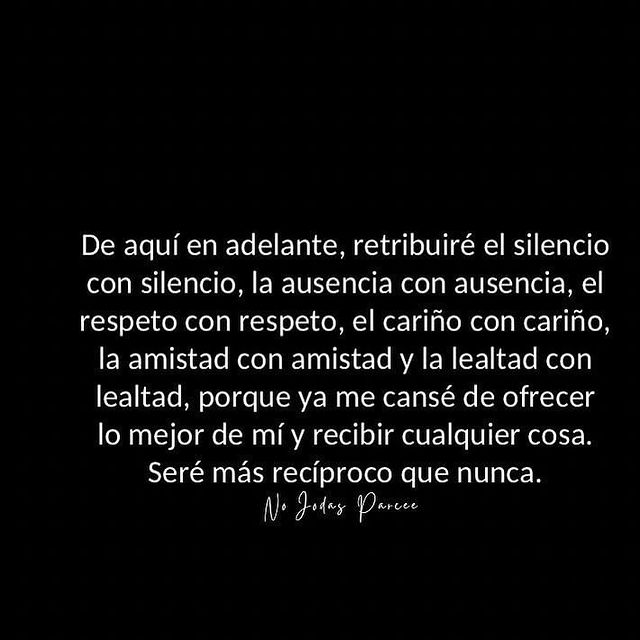 De aquí en adelante, retribuiré el silencio
con silencio, la ausencia con ausencia, el
respeto con respeto, el cariño con cariño,
la amistad con amistad y la lealtad con
lealtad, porque ya me cansé de ofrecer
lo mejor de mí y recibir cualquier cosa.
Seré más recíproco que nunca.
No Jodas Parcee